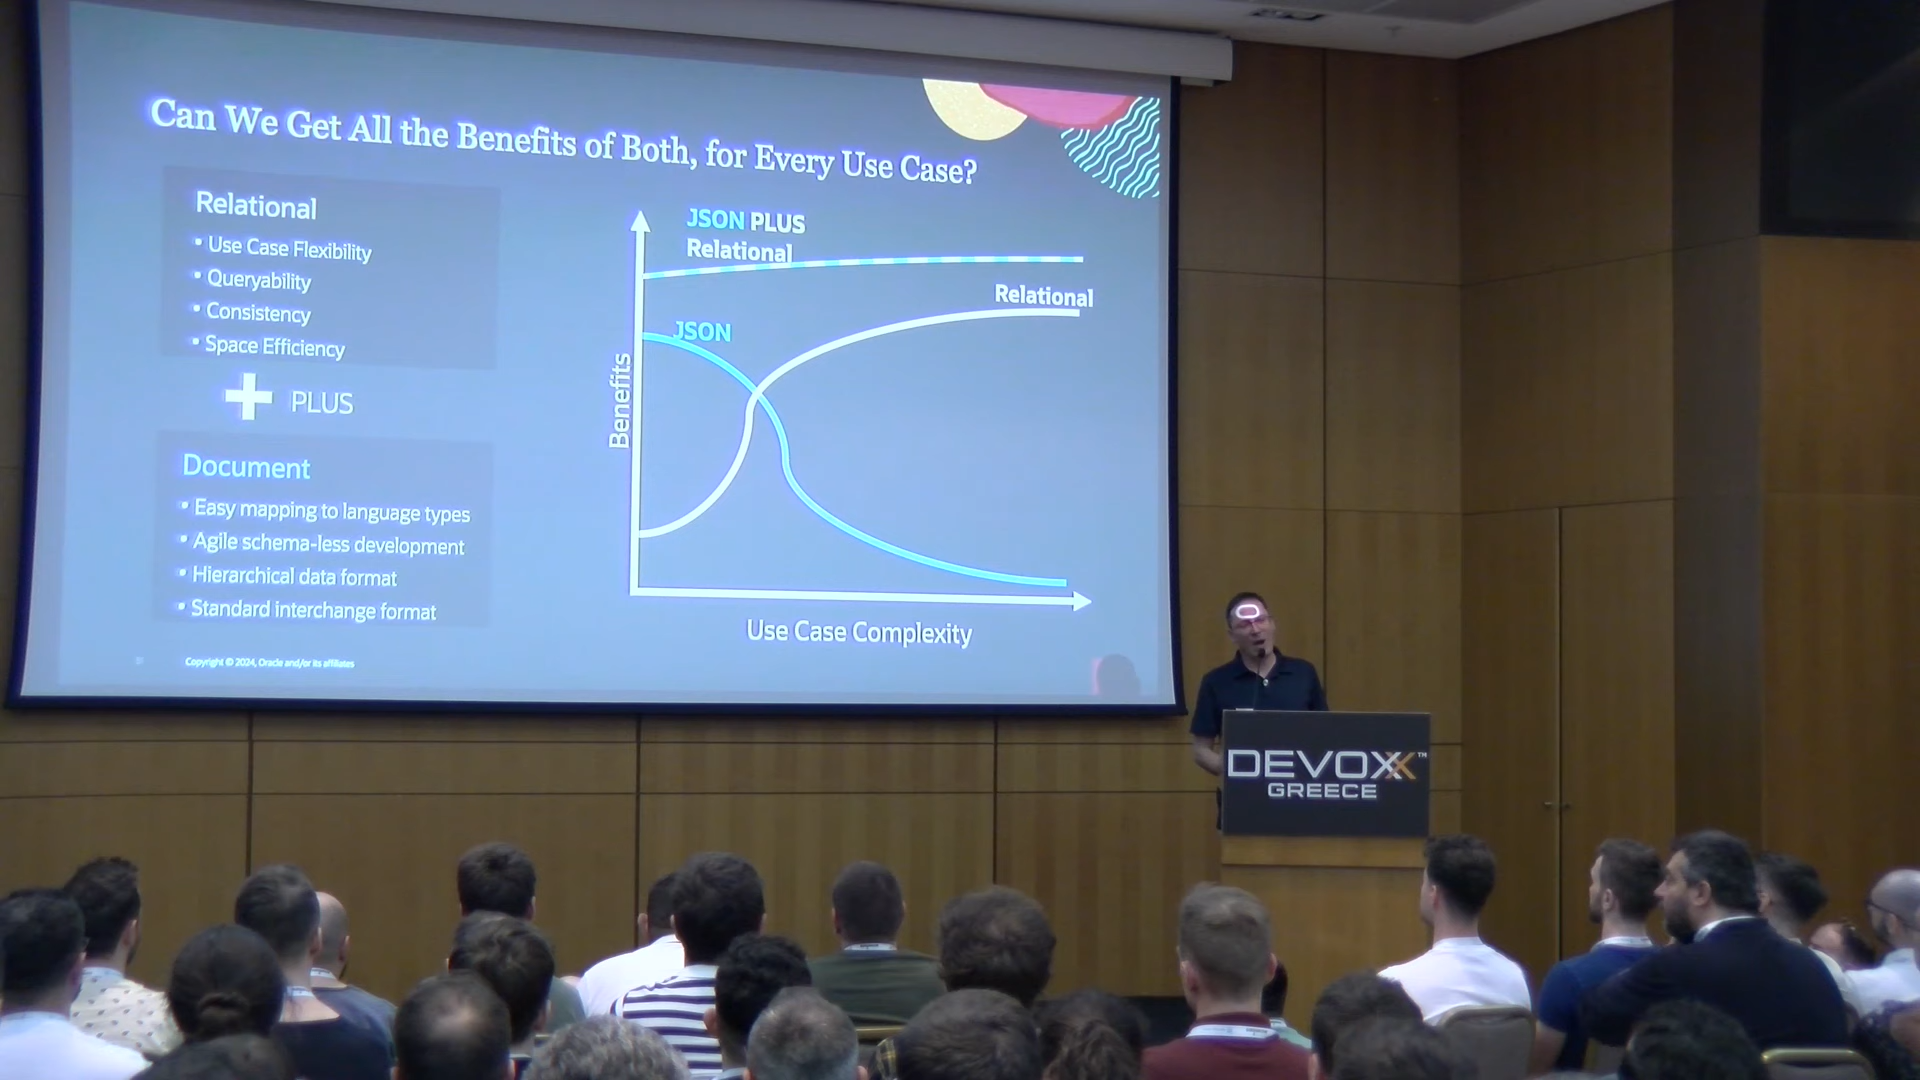 Can We Get All the Benefits of Both, for Every Use Case?
Relational
• Use Case Flexibility
• Queryability
• Consistency
• Space Efficiency
PLUS
Document
• Easy mapping to language types
• Agile schema-less development
• Hierarchical data format
• Standard interchange format
Copyright © 2024, Oracle and/or its affiliates
JSON PLUS
Relational
Relational
JSON
Benefits
Use Case Complexity
DEVOXX™
GREECE